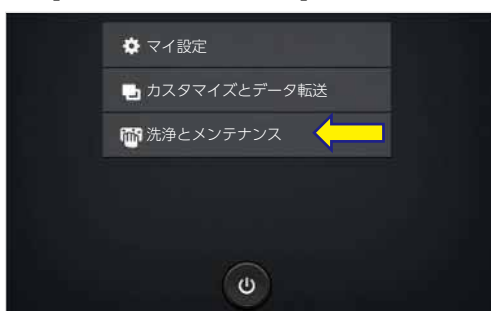 マイ設定
カスタマイズとデータ転送
洗浄とメンテナンス